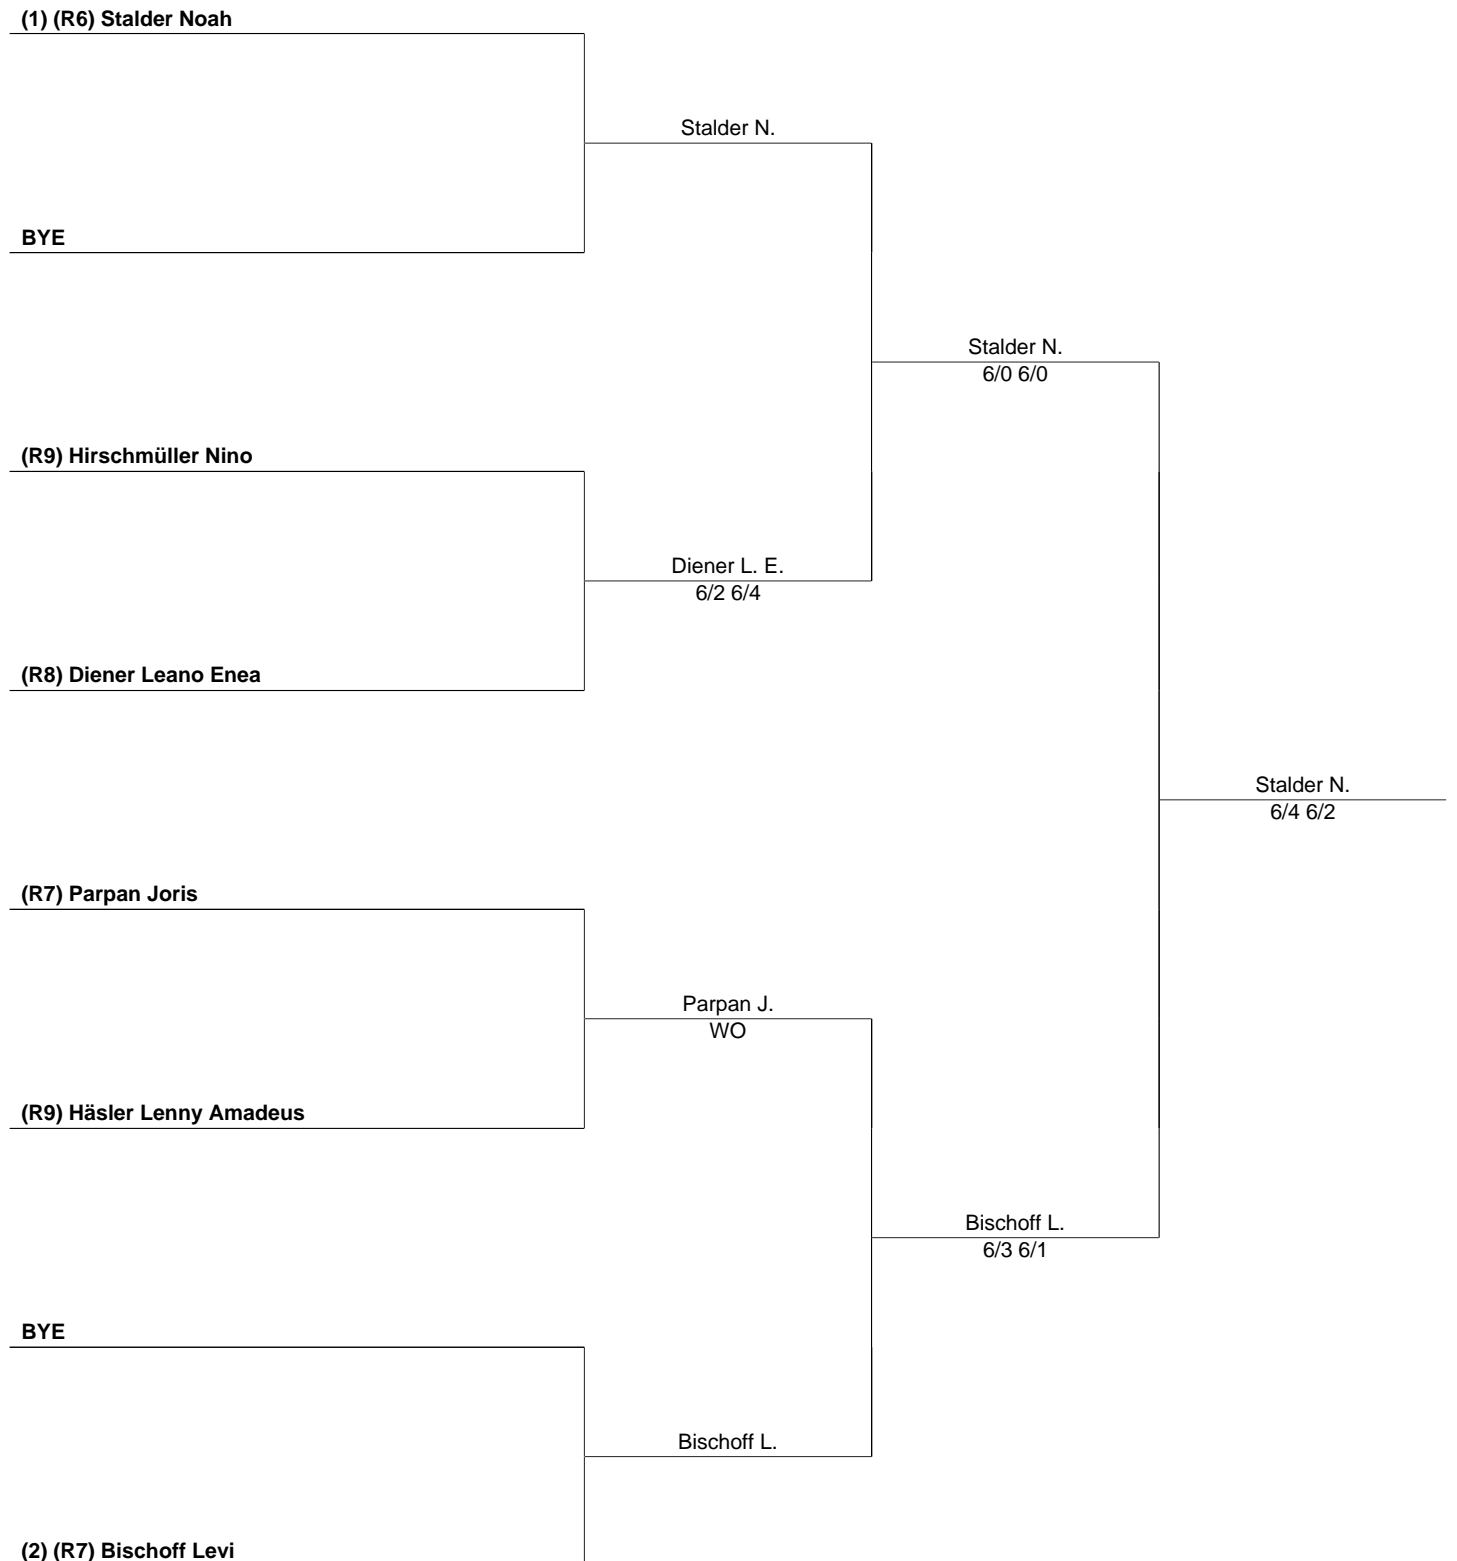 (1) (R6) Stalder Noah
Stalder N.
BYE
Stalder N.
6/0 6/0
(R9) Hirschmüller Nino
Diener L. E.
6/2 6/4
(R8) Diener Leano Enea
Stalder N.
6/4 6/2
(R7) Parpan Joris
Parpan J.
WO
(R9) Häsler Lenny Amadeus
Bischoff L.
6/3 6/1
BYE
Bischoff L.
(2) (R7) Bischoff Levi